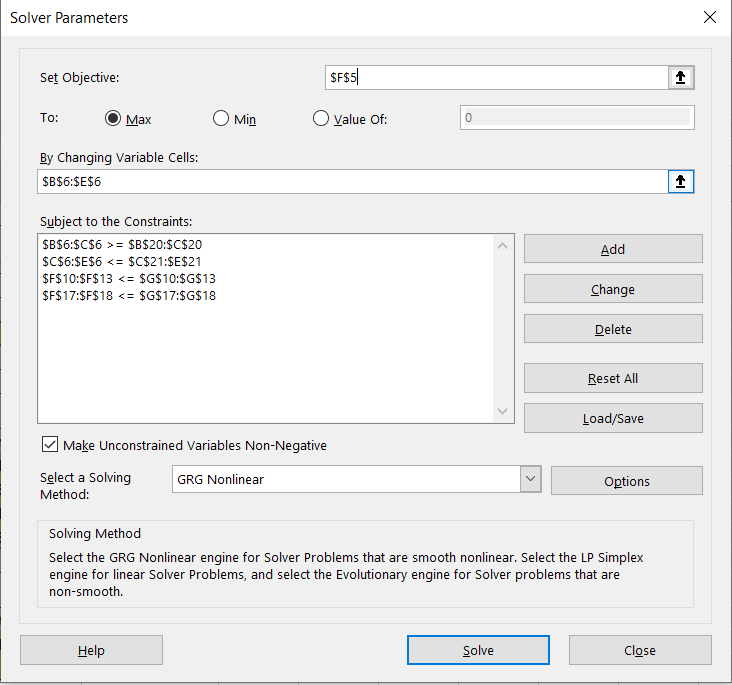 Solver Parameters
Set Objective:
$F$5
To:
Max
Min
Value Of:
0
By Changing Variable Cells:
$B$6:$E$6
Subject to the Constraints:
$B$6:$C$6 >= $B$20:$C$20
$C$6:$E$6 <= $C$21:$E$21
$F$10:$F$13 <= $G$10:$G$13
$F$17:$F$18 <= $G$17:$G$18
Add
Change
Delete
Reset All
Load/Save
Make Unconstrained Variables Non-Negative
Select a Solving
Method:
GRG Nonlinear
Options
Solving Method
Select the GRG Nonlinear engine for Solver Problems that are smooth nonlinear. Select the LP Simplex
engine for linear Solver Problems, and select the Evolutionary engine for Solver problems that are
non-smooth.
Help
Solve
Close